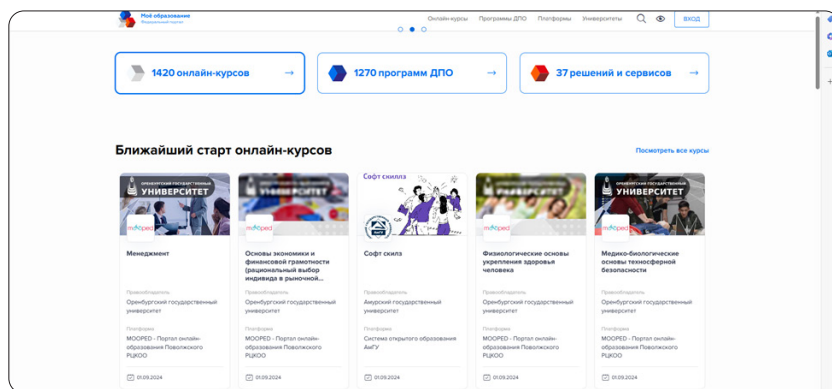 Моё образование
Федеральный портал
Онлайн-курсы Программы ДПО Платформы Университеты ВХОД
1420 онлайн-курсов → 1270 программ ДПО → 37 решений и сервисов →
Ближайший старт онлайн-курсов Посмотреть все курсы
ОРЕНБУРГСКИЙ ГОСУДАРСТВЕННЫЙ
УНИВЕРСИТЕТ
mooped
Менеджмент
Правообладатель
Оренбургский государственный
университет
Платформа
MOOPED - Портал онлайн-
образования Поволжского
РЦКОО
01.09.2024
УНИВЕРСИТЕТ
mooped
Основы экономики и
финансовой грамотности
(рациональный выбор
индивида в рыночной...
Правообладатель
Оренбургский государственный
университет
Платформа
MOOPED - Портал онлайн-
образования Поволжского
РЦКОО
01.09.2024
Софт скиллз
АмГУ
Софт скилз
Правообладатель
Амурский государственный
университет
Платформа
Система открытого образования
АмГУ
01.09.2024
УНИВЕРСИТЕТ
mooped
Физиологические основы
укрепления здоровья
человека
Правообладатель
Оренбургский государственный
университет
Платформа
MOOPED - Портал онлайн-
образования Поволжского
РЦКОО
01.09.2024
ОРЕНБУРГСКИЙ ГОСУДАРСТВЕННЫЙ
УНИВЕРСИТЕТ
mooped
Медико-биологические
основы техносферной
безопасности
Правообладатель
Оренбургский государственный
университет
Платформа
MOOPED - Портал онлайн-
образования Поволжского
РЦКОО
01.09.2024